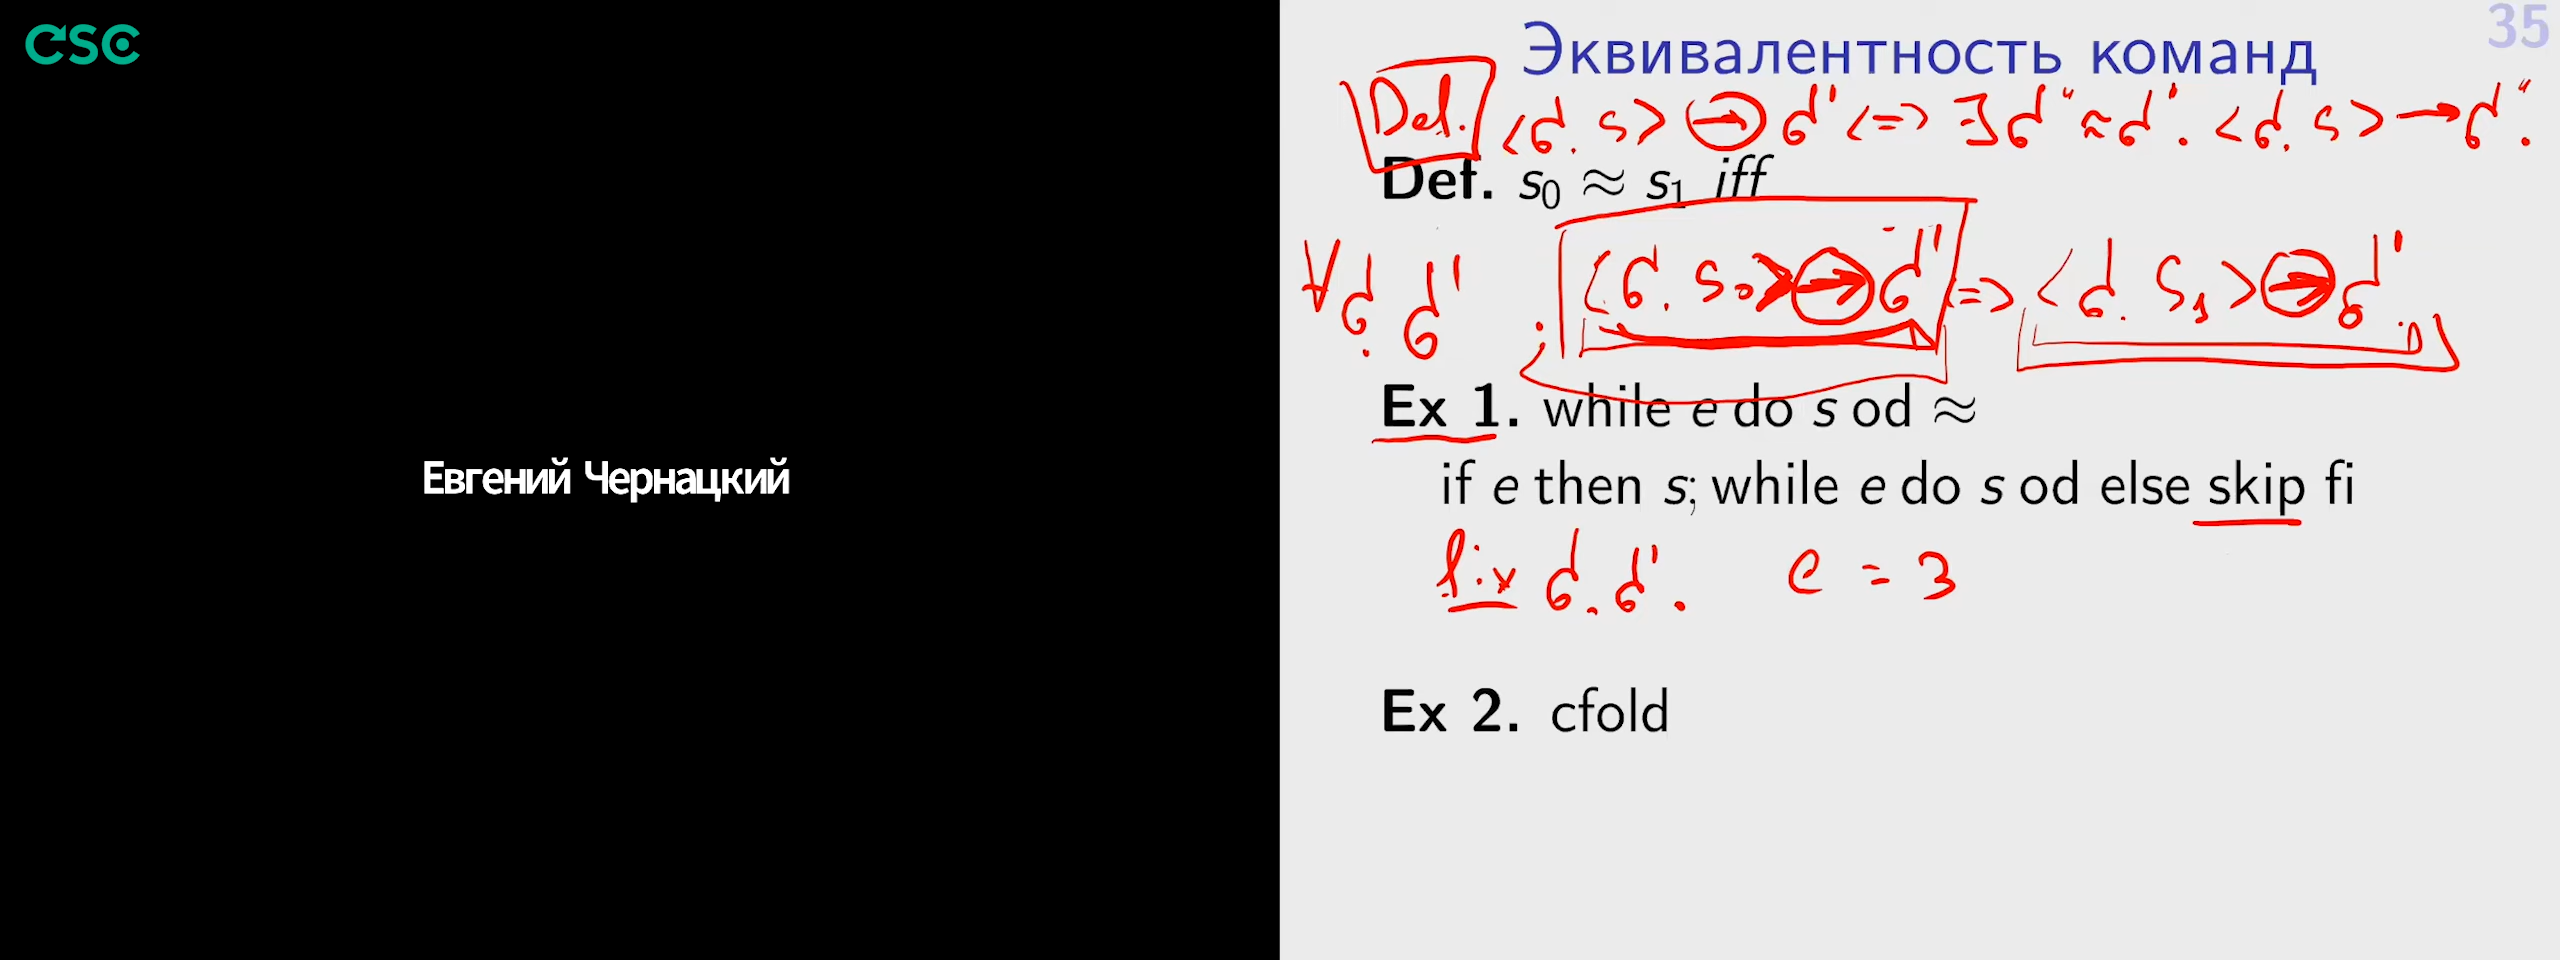 CSC
Евгений Чернацкий
35
Эквивалентность команд
Def. <σ, s> → σ' <=> ∃σ'' ≈ σ'. <σ, s> → σ''.
Def. s₀ ≈ s₁ iff
∀σ, σ' : <σ, s₀> → σ' <=> <σ, s₁> → σ'.
Ex 1. while e do s od ≈
if e then s; while e do s od else skip fi
fix σ, σ'. e = 3
Ex 2. cfold